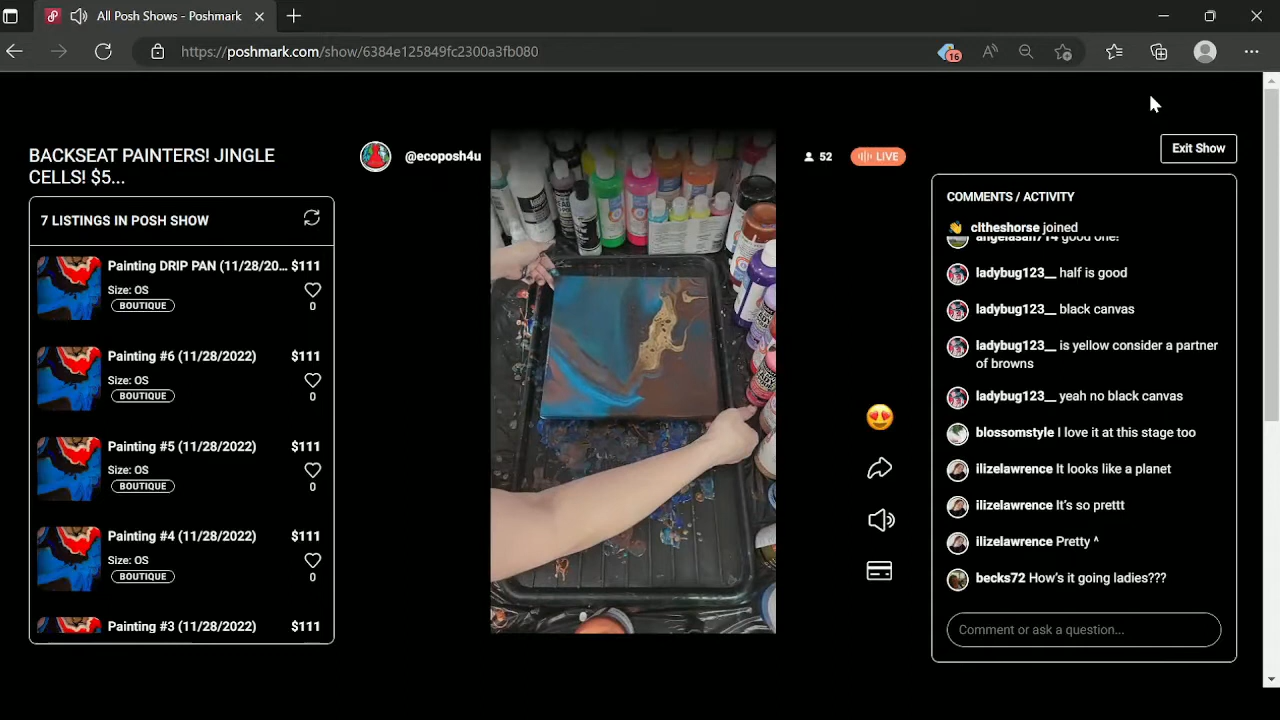 All Posh Shows - Poshmark
https://poshmark.com/show/6384e125849fc2300a3fb080
16
BACKSEAT PAINTERS! JINGLE
CELLS! $5...
7 LISTINGS IN POSH SHOW
Painting DRIP PAN (11/28/20... $111
Size: OS
BOUTIQUE
0
Painting #6 (11/28/2022) $111
Size: OS
BOUTIQUE
0
Painting #5 (11/28/2022) $111
Size: OS
BOUTIQUE
0
Painting #4 (11/28/2022) $111
Size: OS
BOUTIQUE
0
Painting #3 (11/28/2022) $111
@ecoposh4u
52
LIVE
Exit Show
COMMENTS / ACTIVITY
cltheshorse joined
angelasan714 good one!
ladybug123__ half is good
ladybug123__ black canvas
ladybug123__ is yellow consider a partner
of browns
ladybug123__ yeah no black canvas
blossomstyle I love it at this stage too
ilizelawrence It looks like a planet
ilizelawrence It's so prettt
ilizelawrence Pretty ^
becks72 How's it going ladies???
Comment or ask a question...